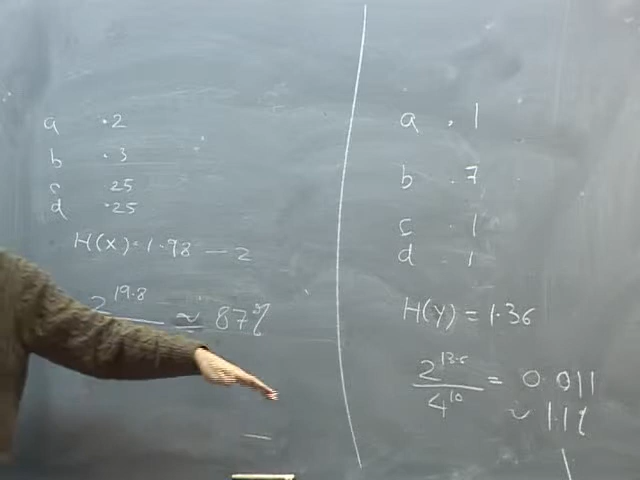 a .2
b .3
c 25
d .25
H(X)=1.98 — 2
2^19.8 ≈ 87%
a .1
b .7
c .1
d .1
H(Y) = 1.36
2^13.6 / 4^10 = 0.011
~ 1.1%